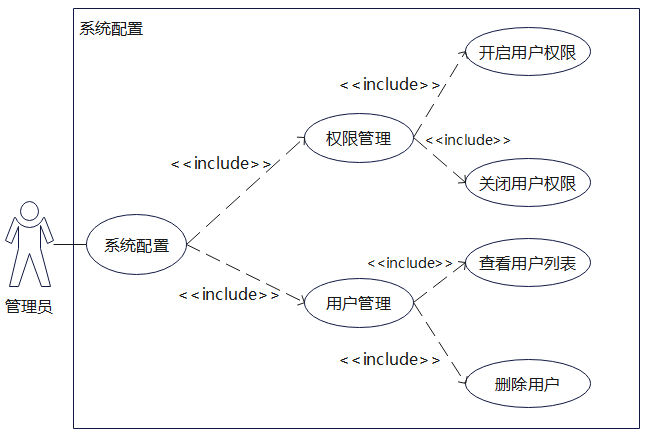 系统配置
开启用户权限
<<include>>
<<include>>
权限管理
<<include>>
关闭用户权限
系统配置
<<include>>
查看用户列表
<<include>>
用户管理
管理员
<<include>>
删除用户